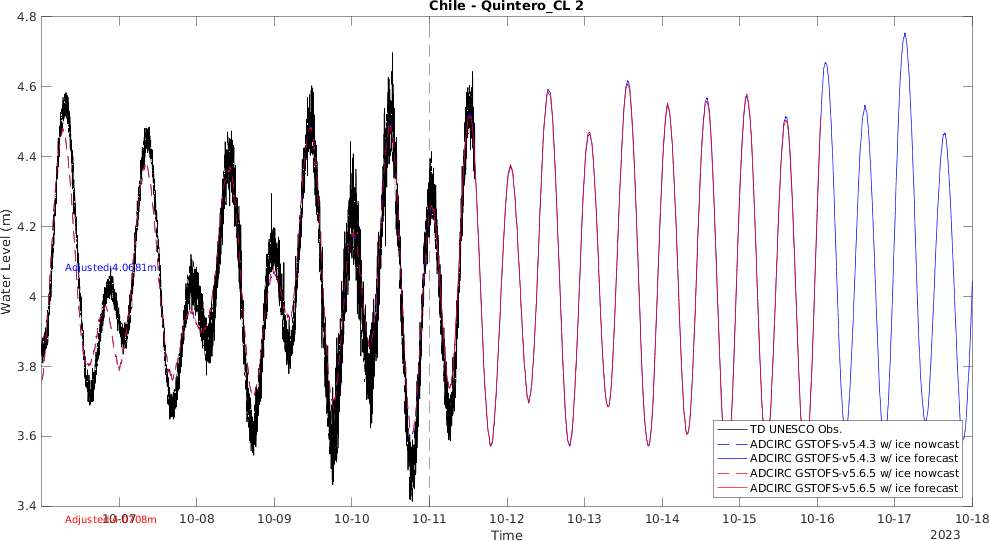 Chile - Quintero_CL 2
4.8
4.6
4.4
4.2
4
3.8
3.6
3.4
Water Level (m)
Adjusted 4.0681m
Adjusted 4.0708m
TD UNESCO Obs.
ADCIRC GSTOFS-v5.4.3 w/ ice nowcast
ADCIRC GSTOFS-v5.4.3 w/ ice forecast
ADCIRC GSTOFS-v5.6.5 w/ ice nowcast
ADCIRC GSTOFS-v5.6.5 w/ ice forecast
10-07 10-08 10-09 10-10 10-11 10-12 10-13 10-14 10-15 10-16 10-17 10-18
Time
2023